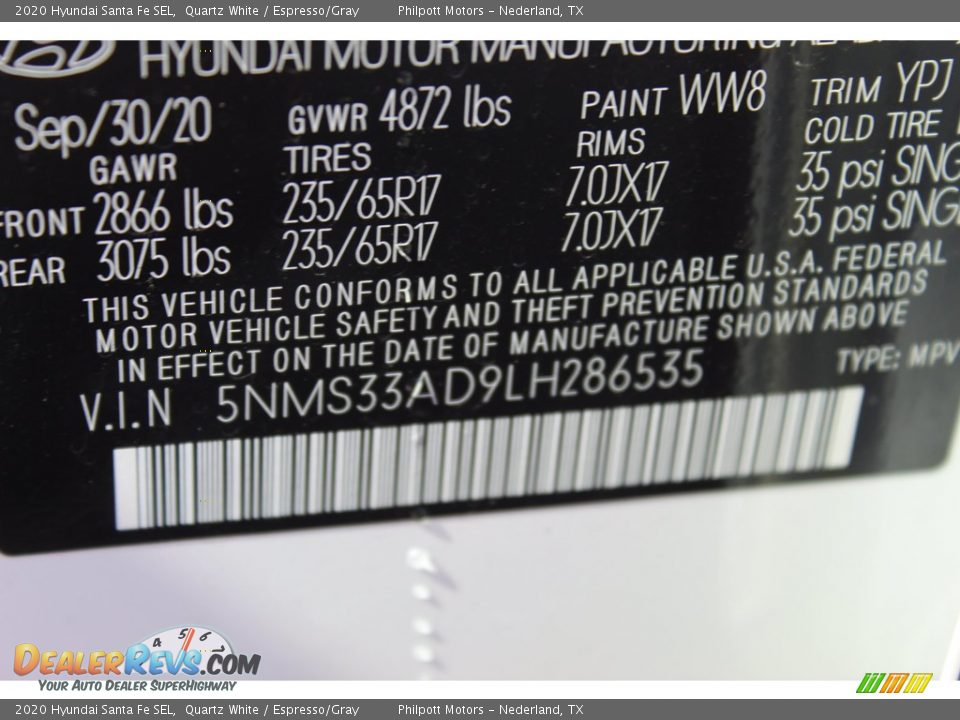 2020 Hyundai Santa Fe SEL, Quartz White / Espresso/Gray Philpott Motors - Nederland, TX
HYUNDAI MOTOR MANUFACTURING
Sep/30/20 GVWR 4872 lbs PAINT WW8 TRIM YPJ
GAWR TIRES RIMS COLD TIRE
FRONT 2866 lbs 235/65R17 7.0JX17 35 psi
REAR 3075 lbs 235/65R17 7.0JX17 35 psi
THIS VEHICLE CONFORMS TO ALL APPLICABLE U.S.A. FEDERAL
MOTOR VEHICLE SAFETY AND THEFT PREVENTION STANDARDS
IN EFFECT ON THE DATE OF MANUFACTURE SHOWN ABOVE
V.I.N 5NMS33AD9LH286535 TYPE: MPV
4 5 6
DEALERREVS.COM
YOUR AUTO DEALER SUPERHIGHWAY
2020 Hyundai Santa Fe SEL, Quartz White / Espresso/Gray Philpott Motors - Nederland, TX